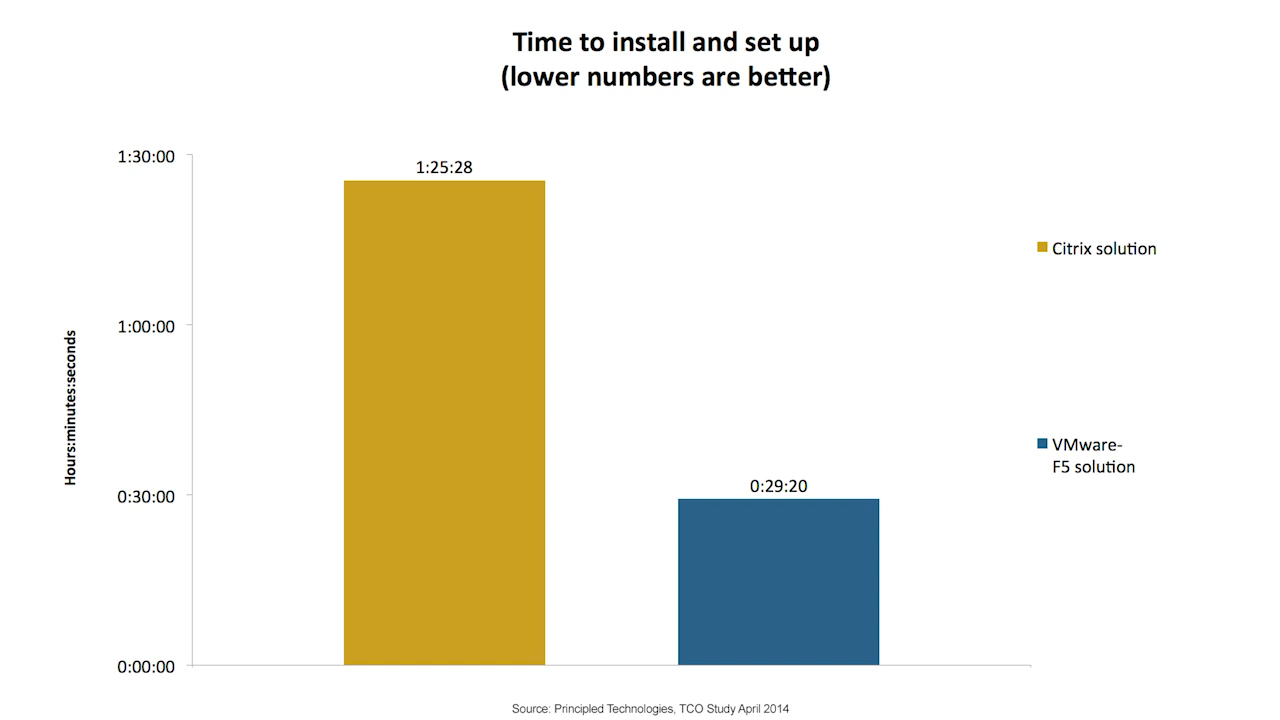 Time to install and set up
(lower numbers are better)
1:30:00
1:25:28
Citrix solution
1:00:00
Hours:minutes:seconds
VMware-
F5 solution
0:29:20
0:30:00
0:00:00
Source: Principled Technologies, TCO Study April 2014